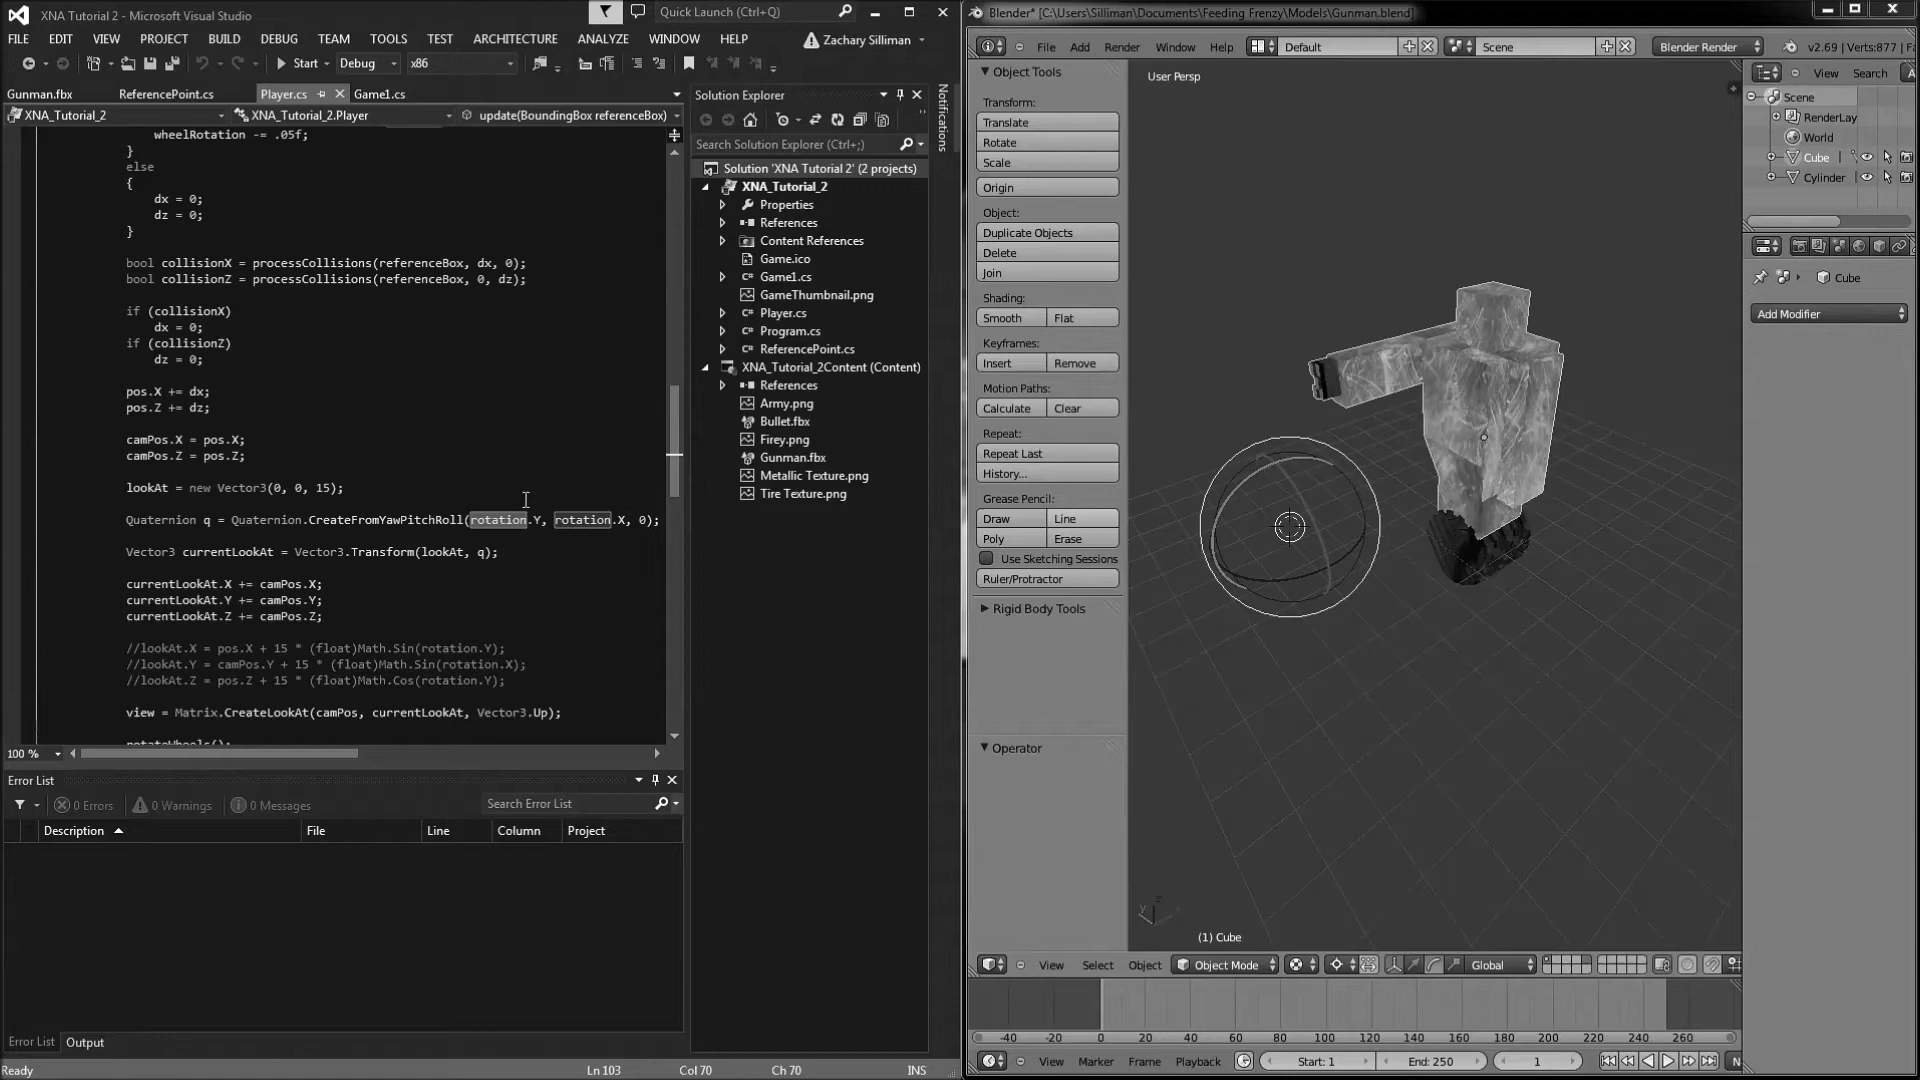 XNA Tutorial 2 - Microsoft Visual Studio
Quick Launch (Ctrl+Q)
FILE EDIT VIEW PROJECT BUILD DEBUG TEAM TOOLS TEST ARCHITECTURE ANALYZE WINDOW HELP Zachary Silliman
Start Debug x86
Gunman.fbx ReferencePoint.cs Player.cs Game1.cs
XNA_Tutorial_2 XNA_Tutorial_2.Player update(BoundingBox referenceBox)
wheelRotation -= .05f;
}
else
{
dx = 0;
dz = 0;
}
bool collisionX = processCollisions(referenceBox, dx, 0);
bool collisionZ = processCollisions(referenceBox, 0, dz);
if (collisionX)
dx = 0;
if (collisionZ)
dz = 0;
pos.X += dx;
pos.Z += dz;
camPos.X = pos.X;
camPos.Z = pos.Z;
lookAt = new Vector3(0, 0, 15);
Quaternion q = Quaternion.CreateFromYawPitchRoll(rotation.Y, rotation.X, 0);
Vector3 currentLookAt = Vector3.Transform(lookAt, q);
currentLookAt.X += camPos.X;
currentLookAt.Y += camPos.Y;
currentLookAt.Z += camPos.Z;
//lookAt.X = pos.X + 15 * (float)Math.Sin(rotation.Y);
//lookAt.Y = camPos.Y + 15 * (float)Math.Sin(rotation.X);
//lookAt.Z = pos.Z + 15 * (float)Math.Cos(rotation.Y);
view = Matrix.CreateLookAt(camPos, currentLookAt, Vector3.Up);
rotateWheels();
100 %
Error List
0 Errors 0 Warnings 0 Messages Search Error List
Description File Line Column Project
Error List Output
Ready Ln 103 Col 70 Ch 70 INS
Solution Explorer
Search Solution Explorer (Ctrl+;)
Solution 'XNA Tutorial 2' (2 projects)
XNA_Tutorial_2
Properties
References
Content References
Game.ico
Game1.cs
GameThumbnail.png
Player.cs
Program.cs
ReferencePoint.cs
XNA_Tutorial_2Content (Content)
References
Army.png
Bullet.fbx
Firey.png
Gunman.fbx
Metallic Texture.png
Tire Texture.png
Notifications
Blender* [C:\Users\Silliman\Documents\Feeding Frenzy\Models\Gunman.blend]
File Add Render Window Help Default Scene Blender Render v2.69 | Verts:877 | Fa
Object Tools
Transform:
Translate
Rotate
Scale
Origin
Object:
Duplicate Objects
Delete
Join
Shading:
Smooth Flat
Keyframes:
Insert Remove
Motion Paths:
Calculate Clear
Repeat:
Repeat Last
History...
Grease Pencil:
Draw Line
Poly Erase
Use Sketching Sessions
Ruler/Protractor
Rigid Body Tools
Operator
User Persp
(1) Cube
View Search A
Scene
RenderLay
World
Cube
Cylinder
Cube
Add Modifier
View Select Object Object Mode Global
-40 -20 0 20 40 60 80 100 120 140 160 180 200 220 240 260
View Marker Frame Playback Start: 1 End: 250 1 N